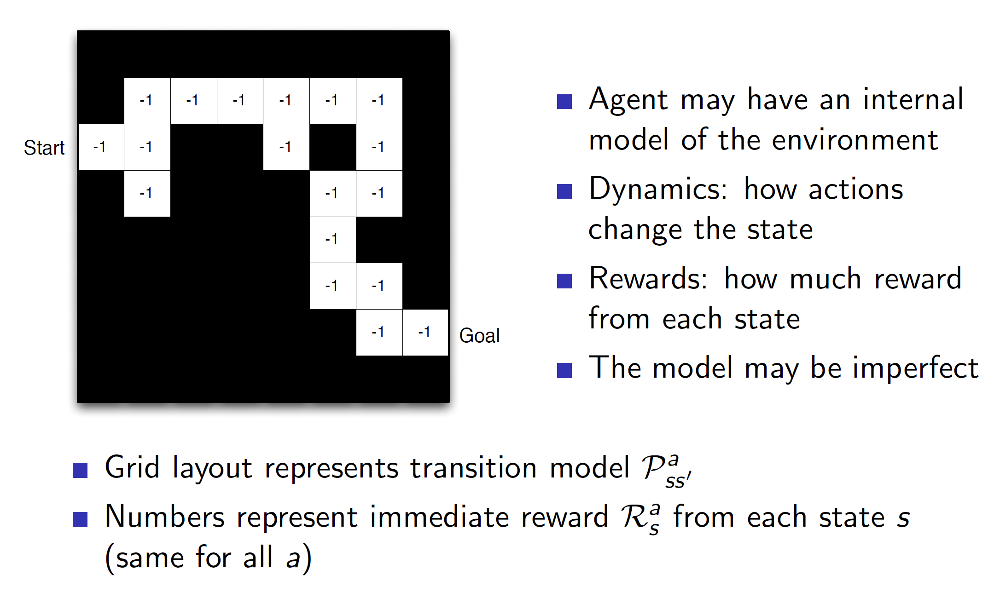 -1 -1 -1 -1 -1 -1
Start -1 -1 -1 -1
-1 -1 -1
-1
-1 -1
-1 -1 Goal
Agent may have an internal
model of the environment
Dynamics: how actions
change the state
Rewards: how much reward
from each state
The model may be imperfect
Grid layout represents transition model 𝒫ᵃₛₛ′
Numbers represent immediate reward ℛᵃₛ from each state s
(same for all a)